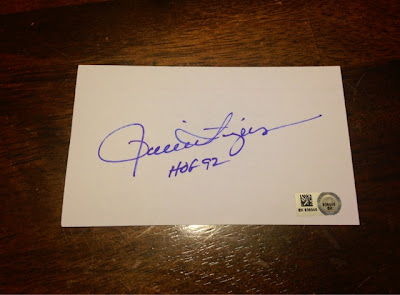 Rollie Fingers
HOF 92